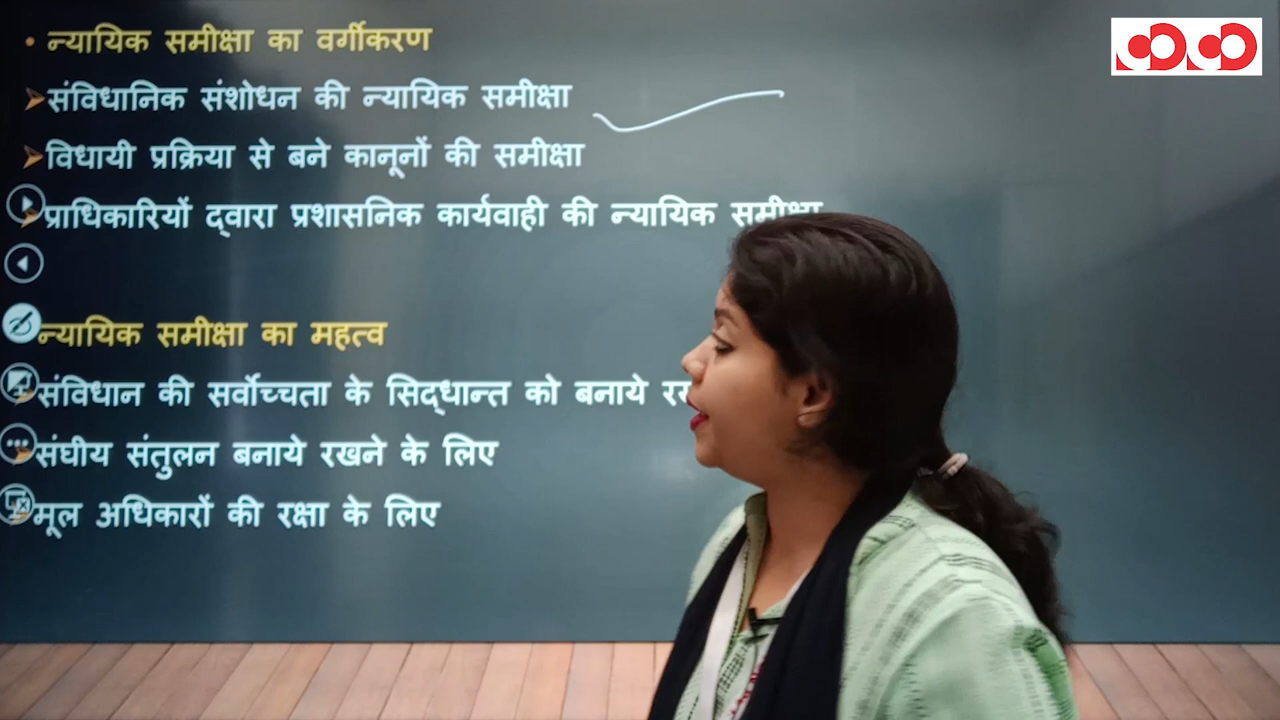 • न्यायिक समीक्षा का वर्गीकरण
➢ संविधानिक संशोधन की न्यायिक समीक्षा
➢ विधायी प्रक्रिया से बने कानूनों की समीक्षा
➢ प्राधिकारियों द्वारा प्रशासनिक कार्यवाही की न्यायिक समीक्षा
न्यायिक समीक्षा का महत्व
संविधान की सर्वोच्चता के सिद्धान्त को बनाये
संघीय संतुलन बनाये रखने के लिए
मूल अधिकारों की रक्षा के लिए